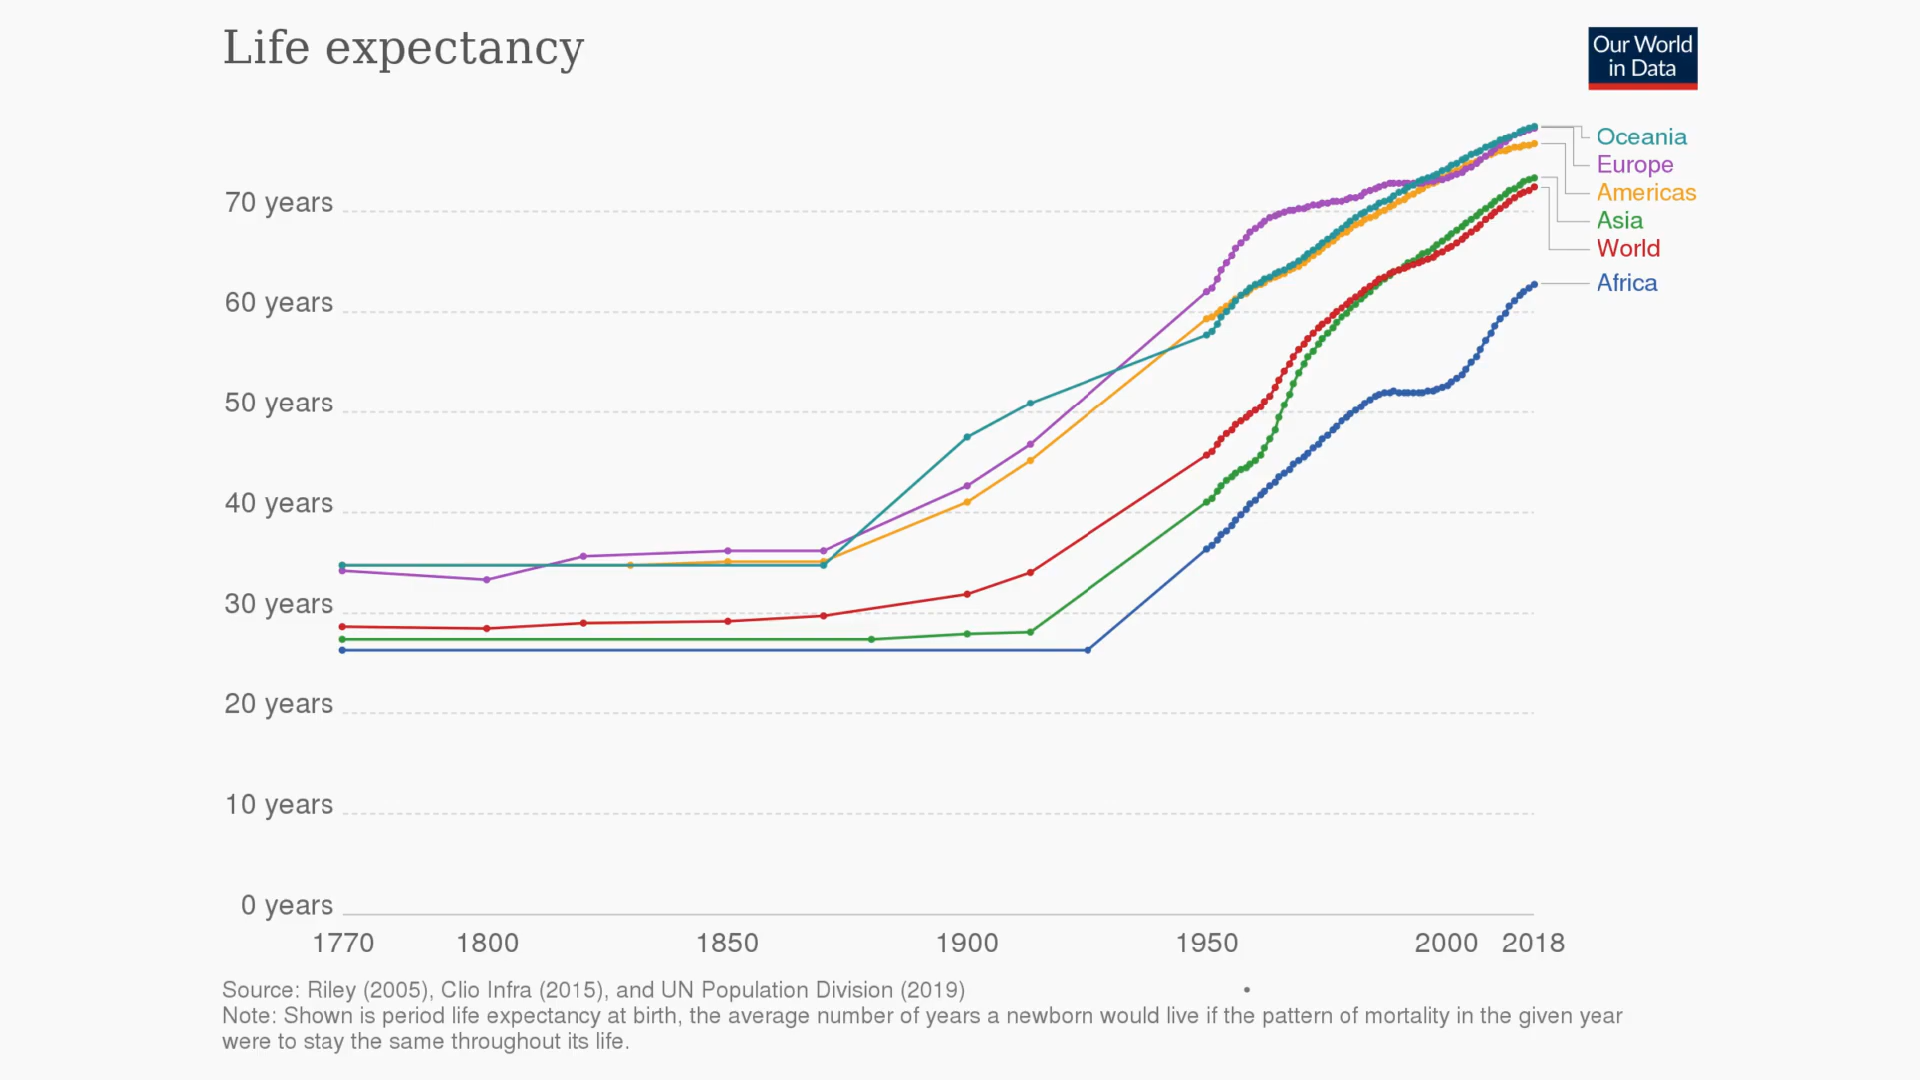 Life expectancy
Our World
in Data
Oceania
Europe
Americas
Asia
World
Africa
70 years
60 years
50 years
40 years
30 years
20 years
10 years
0 years
1770 1800 1850 1900 1950 2000 2018
Source: Riley (2005), Clio Infra (2015), and UN Population Division (2019) •
Note: Shown is period life expectancy at birth, the average number of years a newborn would live if the pattern of mortality in the given year
were to stay the same throughout its life.